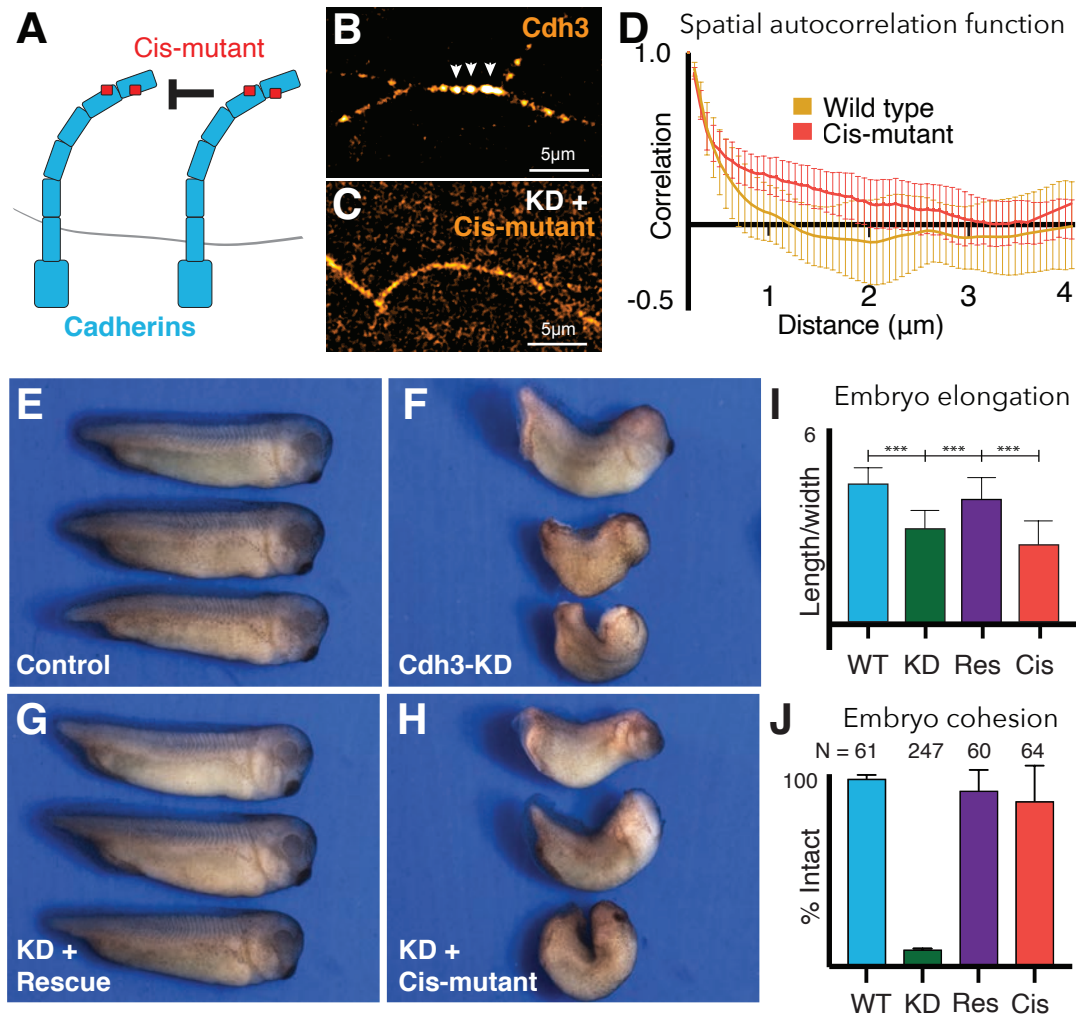 A
Cis-mutant
Cadherins
B
Cdh3
5µm
C
KD +
Cis-mutant
5µm
D
Spatial autocorrelation function
1.0
Wild type
Cis-mutant
Correlation
-0.5
1
2
3
4
Distance (µm)
E
Control
F
Cdh3-KD
G
KD +
Rescue
H
KD +
Cis-mutant
I
Embryo elongation
6
*** *** ***
Length/width
WT KD Res Cis
J
Embryo cohesion
N = 61 247 60 64
100
% Intact
WT KD Res Cis